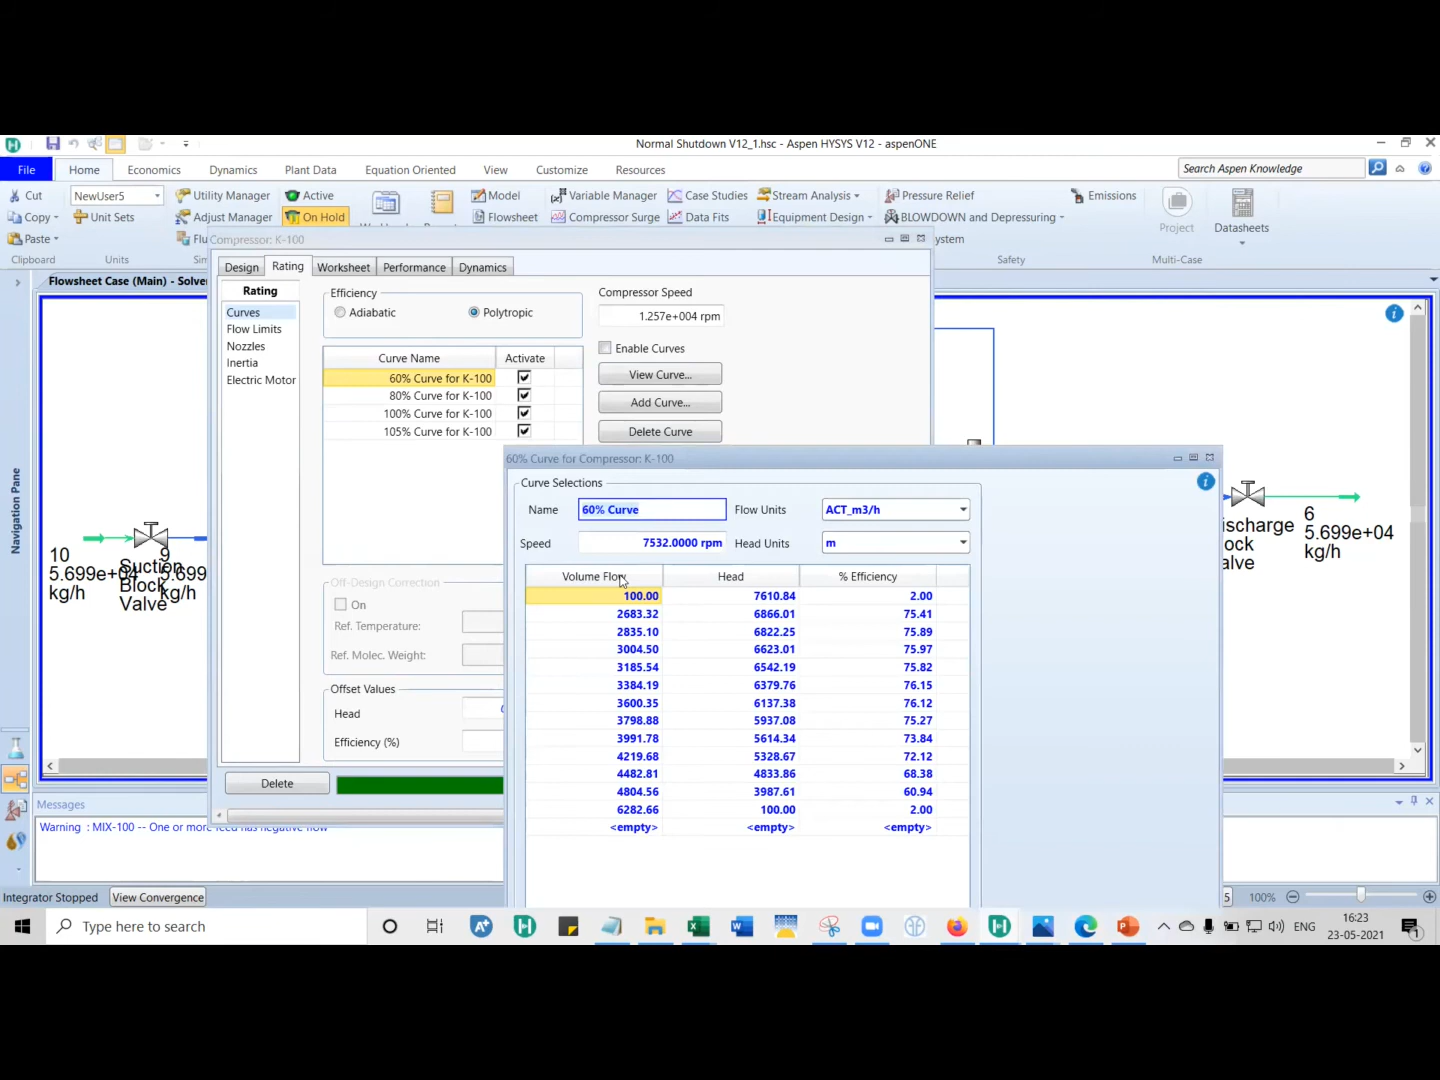 Normal Shutdown V12_1.hsc - Aspen HYSYS V12 - aspenONE
File
Home
Economics
Dynamics
Plant Data
Equation Oriented
View
Customize
Resources
Search Aspen Knowledge
Cut
NewUser5
Utility Manager
Active
Model
Variable Manager
Case Studies
Stream Analysis
Pressure Relief
Emissions
Copy
Unit Sets
Adjust Manager
On Hold
Flowsheet
Compressor Surge
Data Fits
Equipment Design
BLOWDOWN and Depressuring
Project
Datasheets
Paste
Clipboard
Units
Safety
Multi-Case
Compressor: K-100
Flowsheet Case (Main) - Solver
Design
Rating
Worksheet
Performance
Dynamics
Rating
Curves
Flow Limits
Nozzles
Inertia
Electric Motor
Efficiency
Adiabatic
Polytropic
Compressor Speed
1.257e+004 rpm
Enable Curves
Curve Name
Activate
60% Curve for K-100
80% Curve for K-100
100% Curve for K-100
105% Curve for K-100
View Curve...
Add Curve...
Delete Curve
Off-Design Correction
On
Ref. Temperature:
Ref. Molec. Weight:
Offset Values
Head
Efficiency (%)
Delete
60% Curve for Compressor: K-100
Curve Selections
Name
60% Curve
Flow Units
ACT_m3/h
Speed
7532.0000 rpm
Head Units
m
Volume Flow Head % Efficiency
100.00 7610.84 2.00
2683.32 6866.01 75.41
2835.10 6822.25 75.89
3004.50 6623.01 75.97
3185.54 6542.19 75.82
3384.19 6379.76 76.15
3600.35 6137.38 76.12
3798.88 5937.08 75.27
3991.78 5614.34 73.84
4219.68 5328.67 72.12
4482.81 4833.86 68.38
4804.56 3987.61 60.94
6282.66 100.00 2.00
<empty> <empty> <empty>
Navigation Pane
10
5.699e+04
kg/h
Suction
Block
Valve
9
5.699
kg/h
ischarge
ock
alve
6
5.699e+04
kg/h
Messages
Warning : MIX-100 -- One or more feed has negative flow
Integrator Stopped
View Convergence
5
100%
Type here to search
ENG
16:23
23-05-2021
1